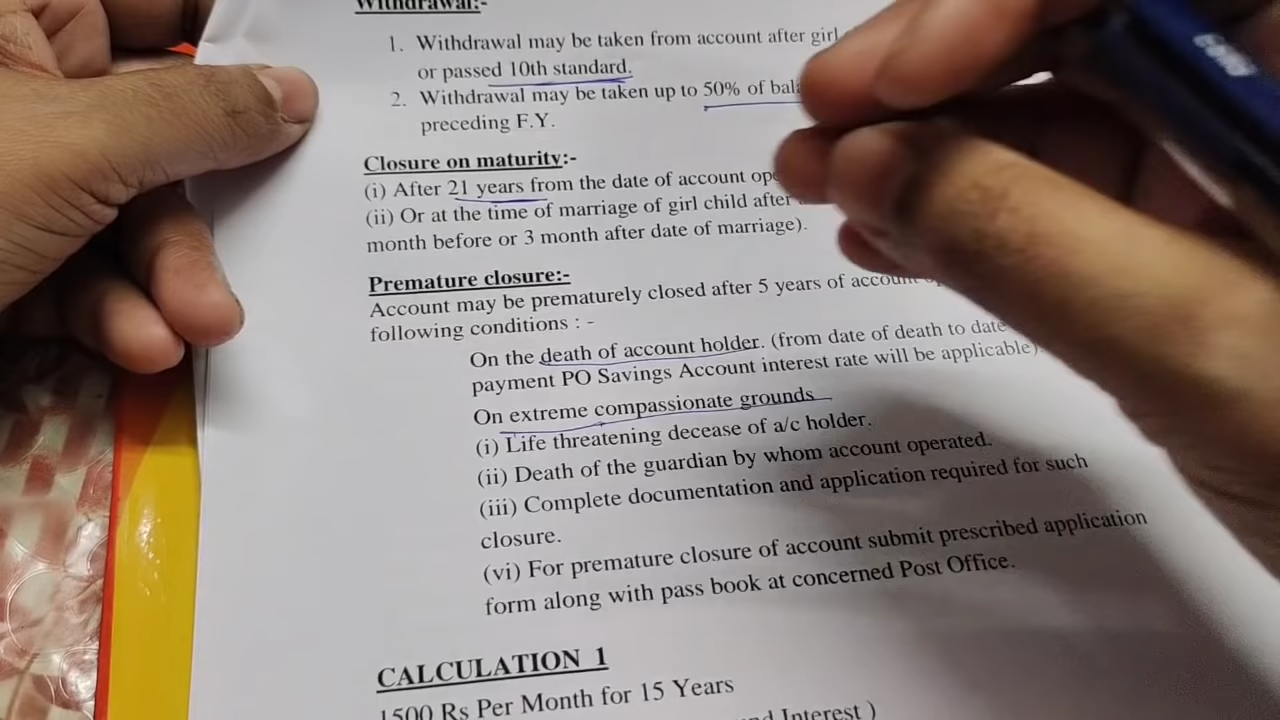 Withdrawal:-
1. Withdrawal may be taken from account after girl
or passed 10th standard.
2. Withdrawal may be taken up to 50% of
preceding F.Y.
Closure on maturity:-
(i) After 21 years from the date of account
(ii) Or at the time of marriage of girl child after
month before or 3 month after date of marriage).
Premature closure:-
Account may be prematurely closed after 5 years of account
following conditions : -
On the death of account holder. (from date of death to date
payment PO Savings Account interest rate will be applicable)
On extreme compassionate grounds
(i) Life threatening decease of a/c holder.
(ii) Death of the guardian by whom account operated.
(iii) Complete documentation and application required for such
closure.
(vi) For premature closure of account submit prescribed application
form along with pass book at concerned Post Office.
CALCULATION 1
1500 Rs Per Month for 15 Years
Interest )